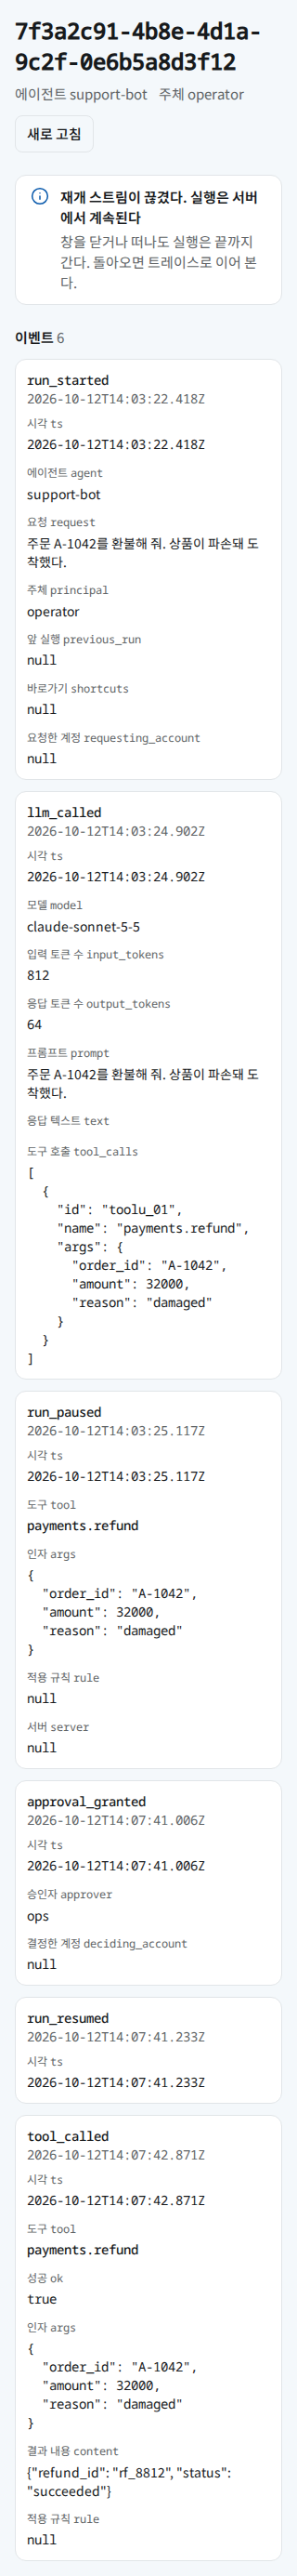 7f3a2c91-4b8e-4d1a-
9c2f-0e6b5a8d3f12
에이전트 support-bot 주체 operator
새로 고침
재개 스트림이 끊겼다. 실행은 서버
에서 계속된다
창을 닫거나 떠나도 실행은 끝까지
간다. 돌아오면 트레이스로 이어 본
다.
이벤트 6
run_started
2026-10-12T14:03:22.418Z
시각 ts
2026-10-12T14:03:22.418Z
에이전트 agent
support-bot
요청 request
주문 A-1042를 환불해 줘. 상품이 파손돼 도
착했다.
주체 principal
operator
앞 실행 previous_run
null
바로가기 shortcuts
null
요청한 계정 requesting_account
null
llm_called
2026-10-12T14:03:24.902Z
시각 ts
2026-10-12T14:03:24.902Z
모델 model
claude-sonnet-5-5
입력 토큰 수 input_tokens
812
응답 토큰 수 output_tokens
64
프롬프트 prompt
주문 A-1042를 환불해 줘. 상품이 파손돼 도
착했다.
응답 텍스트 text
도구 호출 tool_calls
[
  {
    "id": "toolu_01",
    "name": "payments.refund",
    "args": {
      "order_id": "A-1042",
      "amount": 32000,
      "reason": "damaged"
    }
  }
]
run_paused
2026-10-12T14:03:25.117Z
시각 ts
2026-10-12T14:03:25.117Z
도구 tool
payments.refund
인자 args
{
  "order_id": "A-1042",
  "amount": 32000,
  "reason": "damaged"
}
적용 규칙 rule
null
서버 server
null
approval_granted
2026-10-12T14:07:41.006Z
시각 ts
2026-10-12T14:07:41.006Z
승인자 approver
ops
결정한 계정 deciding_account
null
run_resumed
2026-10-12T14:07:41.233Z
시각 ts
2026-10-12T14:07:41.233Z
tool_called
2026-10-12T14:07:42.871Z
시각 ts
2026-10-12T14:07:42.871Z
도구 tool
payments.refund
성공 ok
true
인자 args
{
  "order_id": "A-1042",
  "amount": 32000,
  "reason": "damaged"
}
결과 내용 content
{"refund_id": "rf_8812", "status":
"succeeded"}
적용 규칙 rule
null